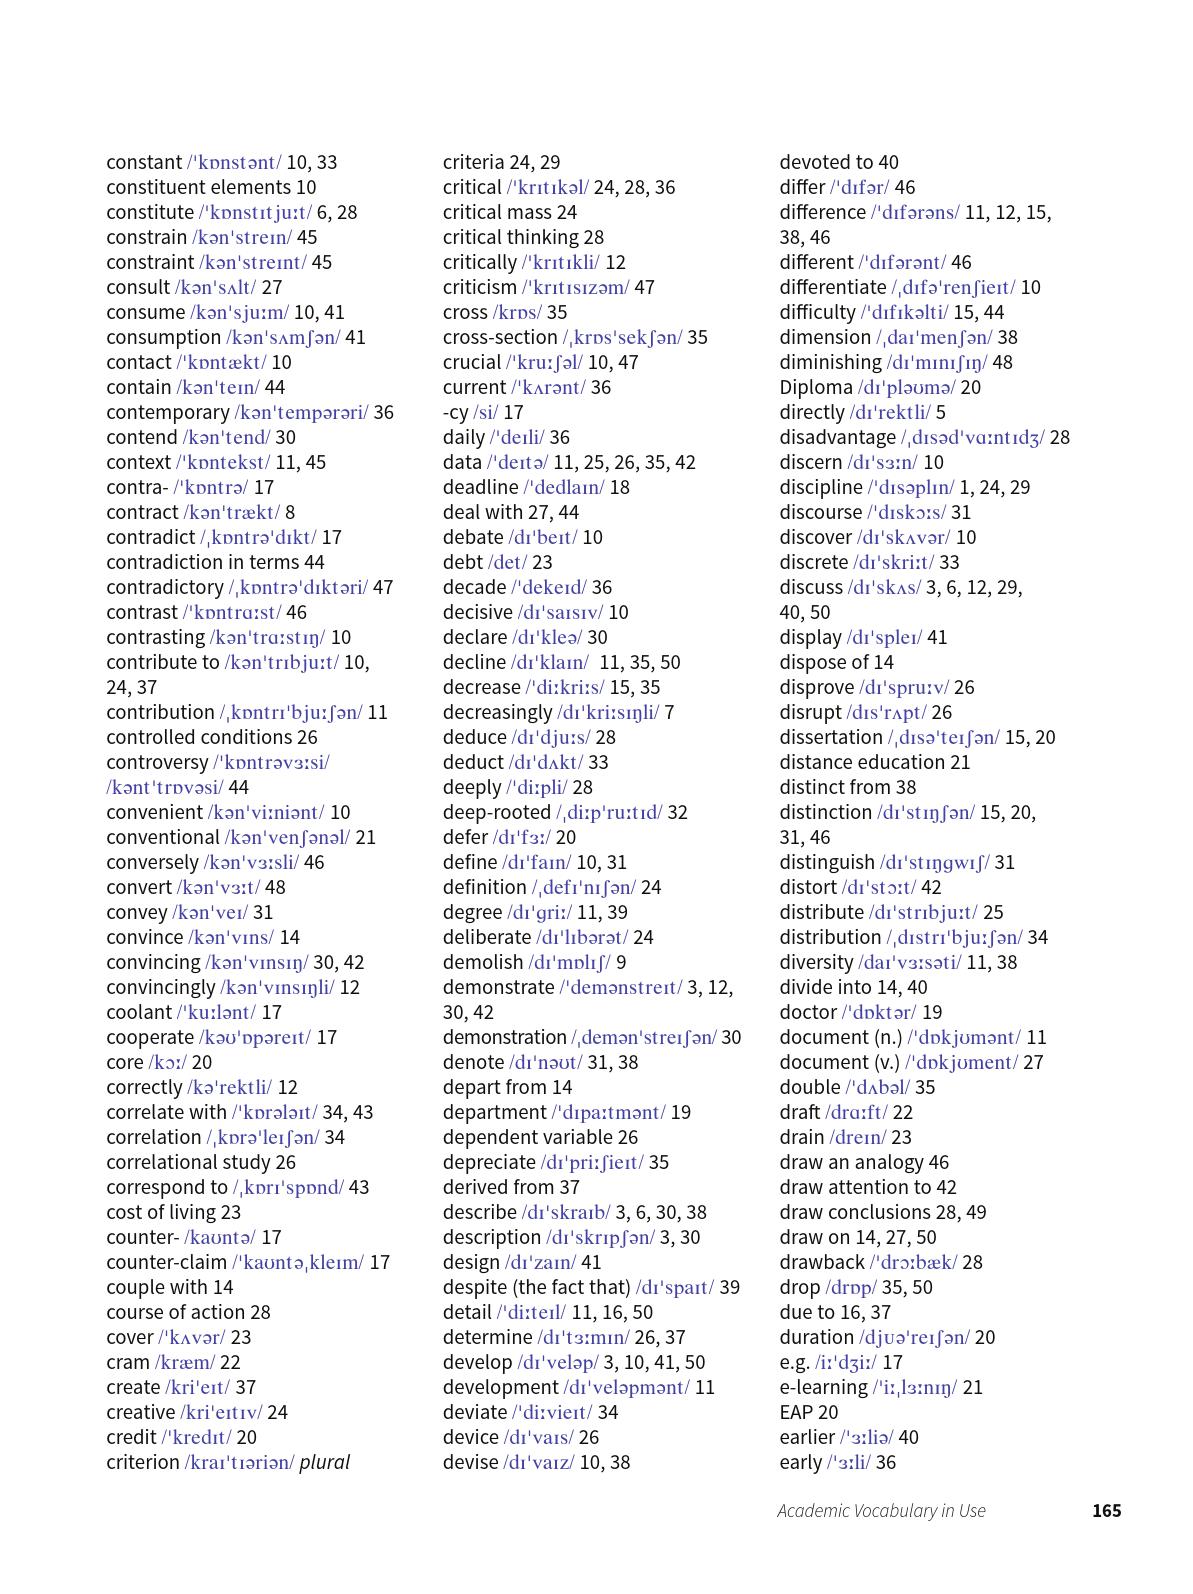 constant /ˈkɒnstənt/ 10, 33
constituent elements 10
constitute /ˈkɒnstɪtjuːt/ 6, 28
constrain /kənˈstreɪn/ 45
constraint /kənˈstreɪnt/ 45
consult /kənˈsʌlt/ 27
consume /kənˈsjuːm/ 10, 41
consumption /kənˈsʌmʃən/ 41
contact /ˈkɒntækt/ 10
contain /kənˈteɪn/ 44
contemporary /kənˈtempərəri/ 36
contend /kənˈtend/ 30
context /ˈkɒntekst/ 11, 45
contra- /ˈkɒntrə/ 17
contract /kənˈtrækt/ 8
contradict /ˌkɒntrəˈdɪkt/ 17
contradiction in terms 44
contradictory /ˌkɒntrəˈdɪktəri/ 47
contrast /ˈkɒntrɑːst/ 46
contrasting /kənˈtrɑːstɪŋ/ 10
contribute to /kənˈtrɪbjuːt/ 10,
24, 37
contribution /ˌkɒntrɪˈbjuːʃən/ 11
controlled conditions 26
controversy /ˈkɒntrəvɜːsi/
/kəntˈtrɒvəsi/ 44
convenient /kənˈviːniənt/ 10
conventional /kənˈvenʃənəl/ 21
conversely /kənˈvɜːsli/ 46
convert /kənˈvɜːt/ 48
convey /kənˈveɪ/ 31
convince /kənˈvɪns/ 14
convincing /kənˈvɪnsɪŋ/ 30, 42
convincingly /kənˈvɪnsɪŋli/ 12
coolant /ˈkuːlənt/ 17
cooperate /kəʊˈɒpəreɪt/ 17
core /kɔː/ 20
correctly /kəˈrektli/ 12
correlate with /ˈkɒrələɪt/ 34, 43
correlation /ˌkɒrəˈleɪʃən/ 34
correlational study 26
correspond to /ˌkɒrɪˈspɒnd/ 43
cost of living 23
counter- /kaʊntə/ 17
counter-claim /ˈkaʊntəˌkleɪm/ 17
couple with 14
course of action 28
cover /ˈkʌvər/ 23
cram /kræm/ 22
create /kriˈeɪt/ 37
creative /kriˈeɪtɪv/ 24
credit /ˈkredɪt/ 20
criterion /kraɪˈtɪəriən/ plural
criteria 24, 29
critical /ˈkrɪtɪkəl/ 24, 28, 36
critical mass 24
critical thinking 28
critically /ˈkrɪtɪkli/ 12
criticism /ˈkrɪtɪsɪzəm/ 47
cross /krɒs/ 35
cross-section /ˌkrɒsˈsekʃən/ 35
crucial /ˈkruːʃəl/ 10, 47
current /ˈkʌrənt/ 36
-cy /si/ 17
daily /ˈdeɪli/ 36
data /ˈdeɪtə/ 11, 25, 26, 35, 42
deadline /ˈdedlaɪn/ 18
deal with 27, 44
debate /dɪˈbeɪt/ 10
debt /det/ 23
decade /ˈdekeɪd/ 36
decisive /dɪˈsaɪsɪv/ 10
declare /dɪˈkleə/ 30
decline /dɪˈklaɪn/ 11, 35, 50
decrease /ˈdiːkriːs/ 15, 35
decreasingly /dɪˈkriːsɪŋli/ 7
deduce /dɪˈdjuːs/ 28
deduct /dɪˈdʌkt/ 33
deeply /ˈdiːpli/ 28
deep-rooted /ˌdiːpˈruːtɪd/ 32
defer /dɪˈfɜː/ 20
define /dɪˈfaɪn/ 10, 31
definition /ˌdefɪˈnɪʃən/ 24
degree /dɪˈɡriː/ 11, 39
deliberate /dɪˈlɪbərət/ 24
demolish /dɪˈmɒlɪʃ/ 9
demonstrate /ˈdemənstreɪt/ 3, 12,
30, 42
demonstration /ˌdemənˈstreɪʃən/ 30
denote /dɪˈnəʊt/ 31, 38
depart from 14
department /ˈdɪpaːtmənt/ 19
dependent variable 26
depreciate /dɪˈpriːʃieɪt/ 35
derived from 37
describe /dɪˈskraɪb/ 3, 6, 30, 38
description /dɪˈskrɪpʃən/ 3, 30
design /dɪˈzaɪn/ 41
despite (the fact that) /dɪˈspaɪt/ 39
detail /ˈdiːteɪl/ 11, 16, 50
determine /dɪˈtɜːmɪn/ 26, 37
develop /dɪˈveləp/ 3, 10, 41, 50
development /dɪˈveləpmənt/ 11
deviate /ˈdiːvieɪt/ 34
device /dɪˈvaɪs/ 26
devise /dɪˈvaɪz/ 10, 38
devoted to 40
differ /ˈdɪfər/ 46
difference /ˈdɪfərəns/ 11, 12, 15,
38, 46
different /ˈdɪfərənt/ 46
differentiate /ˌdɪfəˈrenʃieɪt/ 10
difficulty /ˈdɪfɪkəlti/ 15, 44
dimension /ˌdaɪˈmenʃən/ 38
diminishing /dɪˈmɪnɪʃɪŋ/ 48
Diploma /dɪˈpləʊmə/ 20
directly /dɪˈrektli/ 5
disadvantage /ˌdɪsədˈvɑːntɪdʒ/ 28
discern /dɪˈsɜːn/ 10
discipline /ˈdɪsəplɪn/ 1, 24, 29
discourse /ˈdɪskɔːs/ 31
discover /dɪˈskʌvər/ 10
discrete /dɪˈskriːt/ 33
discuss /dɪˈskʌs/ 3, 6, 12, 29,
40, 50
display /dɪˈspleɪ/ 41
dispose of 14
disprove /dɪˈspruːv/ 26
disrupt /dɪsˈrʌpt/ 26
dissertation /ˌdɪsəˈteɪʃən/ 15, 20
distance education 21
distinct from 38
distinction /dɪˈstɪŋʃən/ 15, 20,
31, 46
distinguish /dɪˈstɪŋɡwɪʃ/ 31
distort /dɪˈstɔːt/ 42
distribute /dɪˈstrɪbjuːt/ 25
distribution /ˌdɪstrɪˈbjuːʃən/ 34
diversity /daɪˈvɜːsəti/ 11, 38
divide into 14, 40
doctor /ˈdɒktər/ 19
document (n.) /ˈdɒkjʊmənt/ 11
document (v.) /ˈdɒkjʊment/ 27
double /ˈdʌbəl/ 35
draft /drɑːft/ 22
drain /dreɪn/ 23
draw an analogy 46
draw attention to 42
draw conclusions 28, 49
draw on 14, 27, 50
drawback /ˈdrɔːbæk/ 28
drop /drɒp/ 35, 50
due to 16, 37
duration /djʊəˈreɪʃən/ 20
e.g. /iːˈdʒiː/ 17
e-learning /ˈiːˌlɜːnɪŋ/ 21
EAP 20
earlier /ˈɜːliə/ 40
early /ˈɜːli/ 36
Academic Vocabulary in Use 165